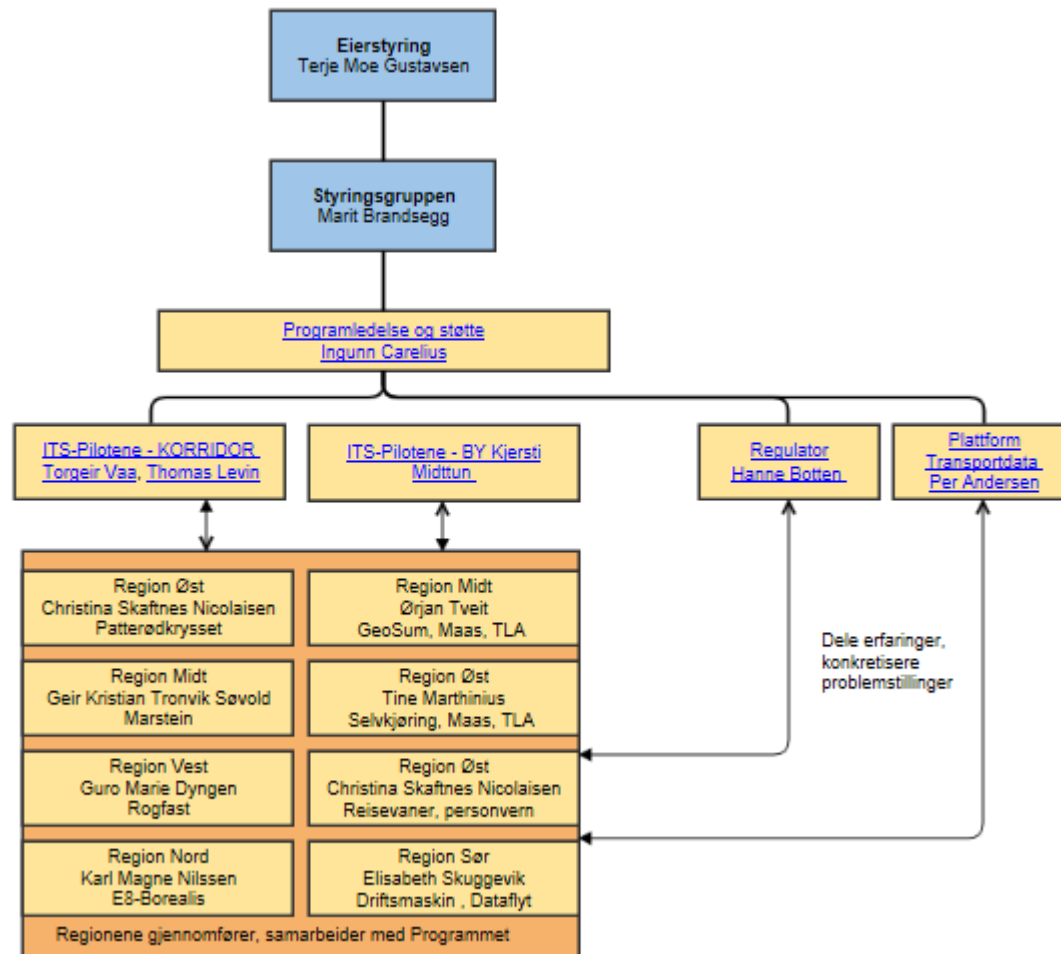 Eierstyring
Terje Moe Gustavsen
Styringsgruppen
Marit Brandsegg
Programledelse og støtte
Ingunn Carelius
ITS-Pilotene - KORRIDOR
Torgeir Vaa, Thomas Levin
ITS-Pilotene - BY Kjersti
Midttun
Regulator
Hanne Botten
Plattform
Transportdata
Per Andersen
Region Øst
Christina Skaftnes Nicolaisen
Patterødkrysset
Region Midt
Geir Kristian Tronvik Søvold
Marstein
Region Vest
Guro Marie Dyngen
Rogfast
Region Nord
Karl Magne Nilssen
E8-Borealis
Region Midt
Ørjan Tveit
GeoSum, Maas, TLA
Region Øst
Tine Marthinius
Selvkjøring, Maas, TLA
Region Øst
Christina Skaftnes Nicolaisen
Reisevaner, personvern
Region Sør
Elisabeth Skuggevik
Driftsmaskin , Dataflyt
Regionene gjennomfører, samarbeider med Programmet
Dele erfaringer,
konkretisere
problemstillinger